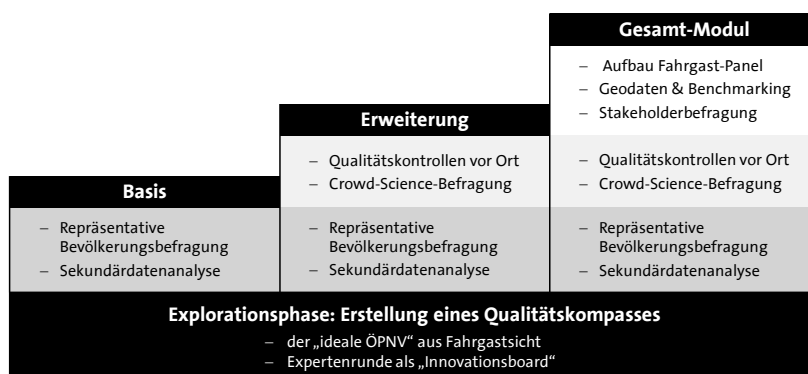 Gesamt-Modul
– Aufbau Fahrgast-Panel
– Geodaten & Benchmarking
– Stakeholderbefragung
– Qualitätskontrollen vor Ort
– Crowd-Science-Befragung
– Repräsentative
Bevölkerungsbefragung
– Sekundärdatenanalyse
Erweiterung
– Qualitätskontrollen vor Ort
– Crowd-Science-Befragung
– Repräsentative
Bevölkerungsbefragung
– Sekundärdatenanalyse
Basis
– Repräsentative
Bevölkerungsbefragung
– Sekundärdatenanalyse
Explorationsphase: Erstellung eines Qualitätskompasses
– der „ideale ÖPNV“ aus Fahrgastsicht
– Expertenrunde als „Innovationsboard“